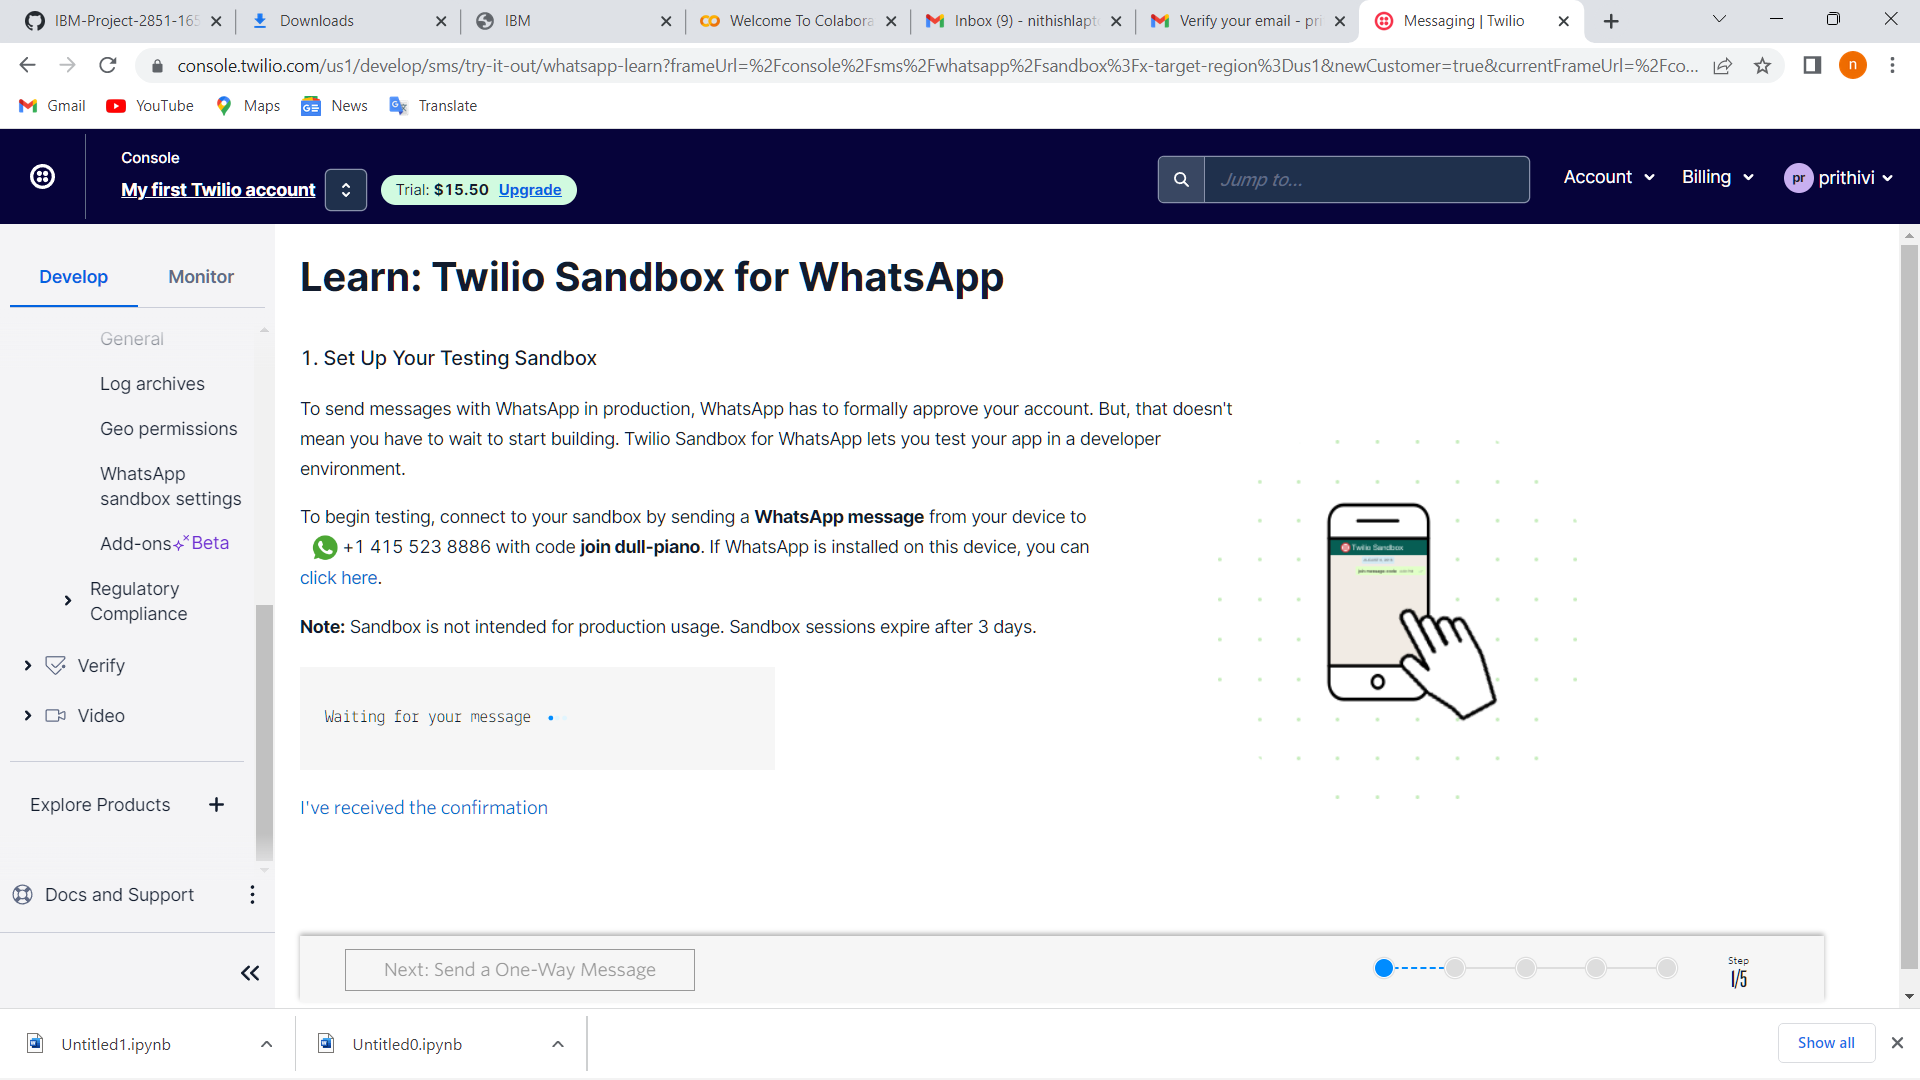 IBM-Project-2851-165
Downloads
IBM
Welcome To Colabora
Inbox (9) - nithishlapt
Verify your email - pri
Messaging | Twilio
console.twilio.com/us1/develop/sms/try-it-out/whatsapp-learn?frameUrl=%2Fconsole%2Fsms%2Fwhatsapp%2Fsandbox%3Fx-target-region%3Dus1&newCustomer=true&currentFrameUrl=%2Fco...
n
Gmail
YouTube
Maps
News
Translate
Console
My first Twilio account
Trial: $15.50 Upgrade
Jump to...
Account
Billing
pr prithivi
Develop
Monitor
General
Log archives
Geo permissions
WhatsApp
sandbox settings
Add-ons Beta
Regulatory
Compliance
Verify
Video
Explore Products +
Docs and Support
Learn: Twilio Sandbox for WhatsApp
1. Set Up Your Testing Sandbox
To send messages with WhatsApp in production, WhatsApp has to formally approve your account. But, that doesn't
mean you have to wait to start building. Twilio Sandbox for WhatsApp lets you test your app in a developer
environment.
To begin testing, connect to your sandbox by sending a WhatsApp message from your device to
+1 415 523 8886 with code join dull-piano. If WhatsApp is installed on this device, you can
click here.
Note: Sandbox is not intended for production usage. Sandbox sessions expire after 3 days.
Waiting for your message
I've received the confirmation
Twilio Sandbox
Next: Send a One-Way Message
Step
1/5
Untitled1.ipynb
Untitled0.ipynb
Show all